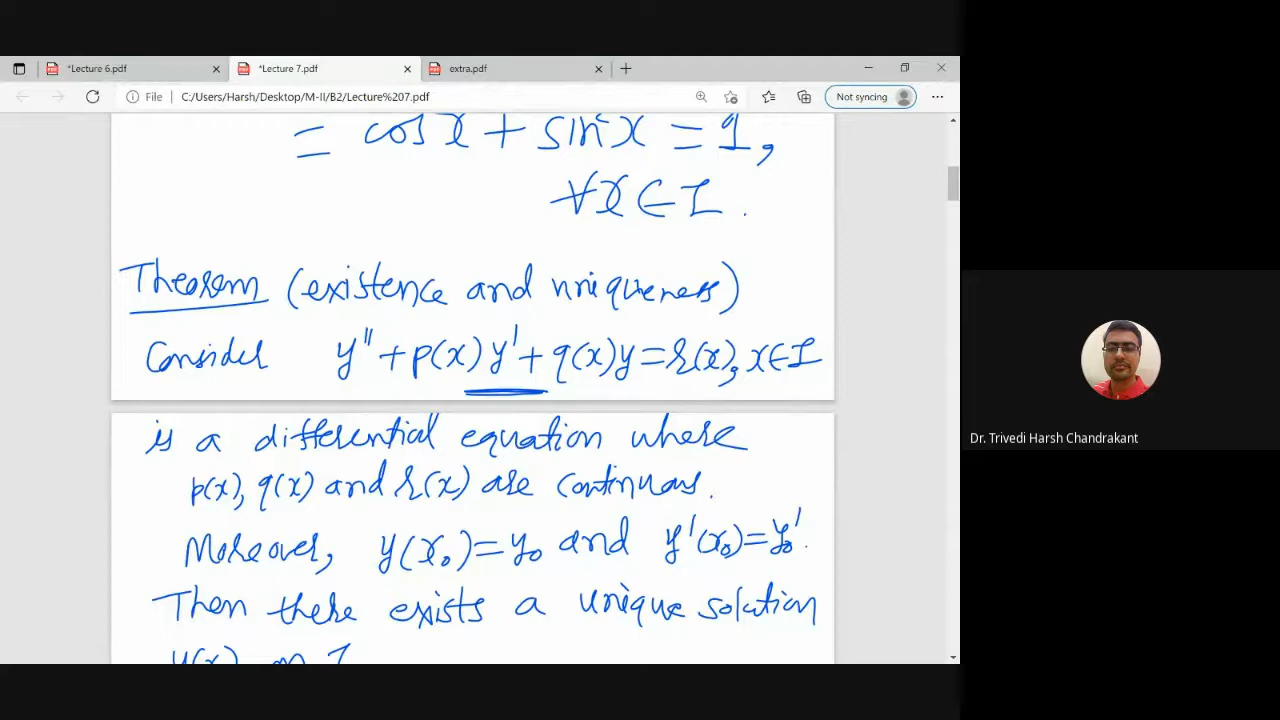 *Lecture 6.pdf
*Lecture 7.pdf
extra.pdf
File
C:/Users/Harsh/Desktop/M-II/B2/Lecture%207.pdf
Not syncing
= cos²x + sin²x = 1,
∀x ∈ I.
Theorem (existence and uniqueness)
Consider y'' + p(x)y' + q(x)y = r(x), x∈I
is a differential equation where
p(x), q(x) and r(x) are continuous.
Moreover, y(x₀) = y₀ and y'(x₀) = y₀'.
Then there exists a unique solution
y(x) on I
Dr. Trivedi Harsh Chandrakant